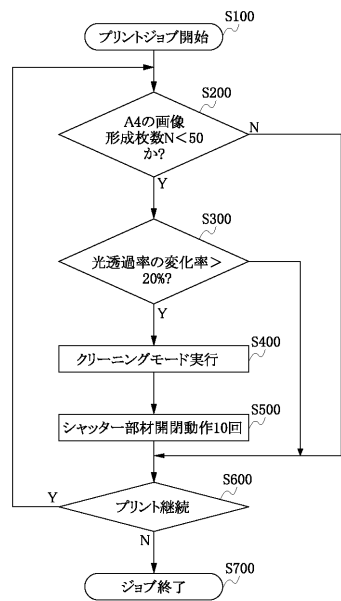 S100
プリントジョブ開始
S200
A4の画像
形成枚数N<50
か?
N
Y
S300
光透過率の変化率>
20%?
Y
S400
クリーニングモード実行
S500
シャッター部材開閉動作10回
S600
Y
プリント継続
N
S700
ジョブ終了